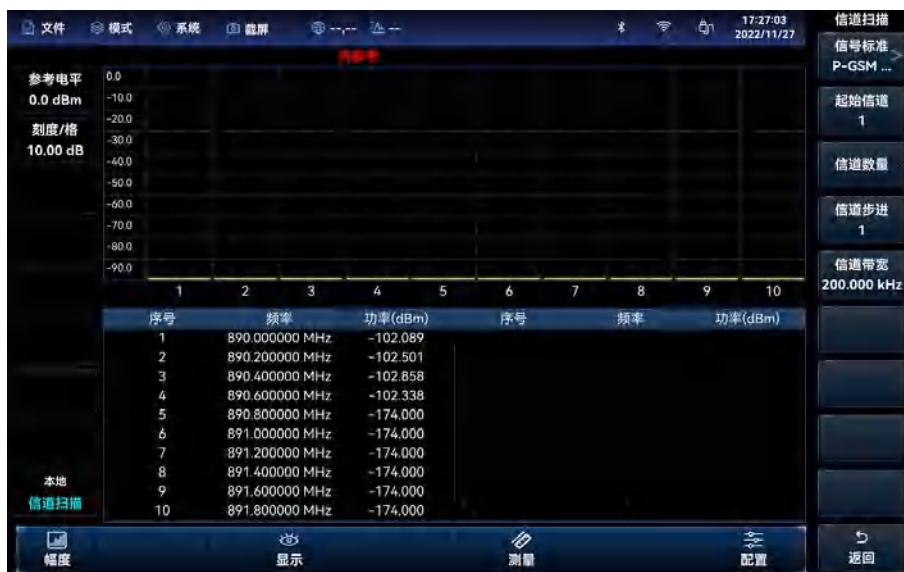 文件
模式
系统
截屏
--,--
--
17:27:03
2022/11/27
信道扫描
信号标准
P-GSM ...
>
起始信道
1
信道数量
信道步进
1
信道带宽
200.000 kHz
返回
内参考
参考电平
0.0 dBm
刻度/格
10.00 dB
0.0
-10.0
-20.0
-30.0
-40.0
-50.0
-60.0
-70.0
-80.0
-90.0
1 2 3 4 5 6 7 8 9 10
序号 频率 功率(dBm) 序号 频率 功率(dBm)
1 890.000000 MHz -102.089
2 890.200000 MHz -102.501
3 890.400000 MHz -102.858
4 890.600000 MHz -102.338
5 890.800000 MHz -174.000
6 891.000000 MHz -174.000
7 891.200000 MHz -174.000
8 891.400000 MHz -174.000
9 891.600000 MHz -174.000
10 891.800000 MHz -174.000
本地
信道扫描
幅度
显示
测量
配置